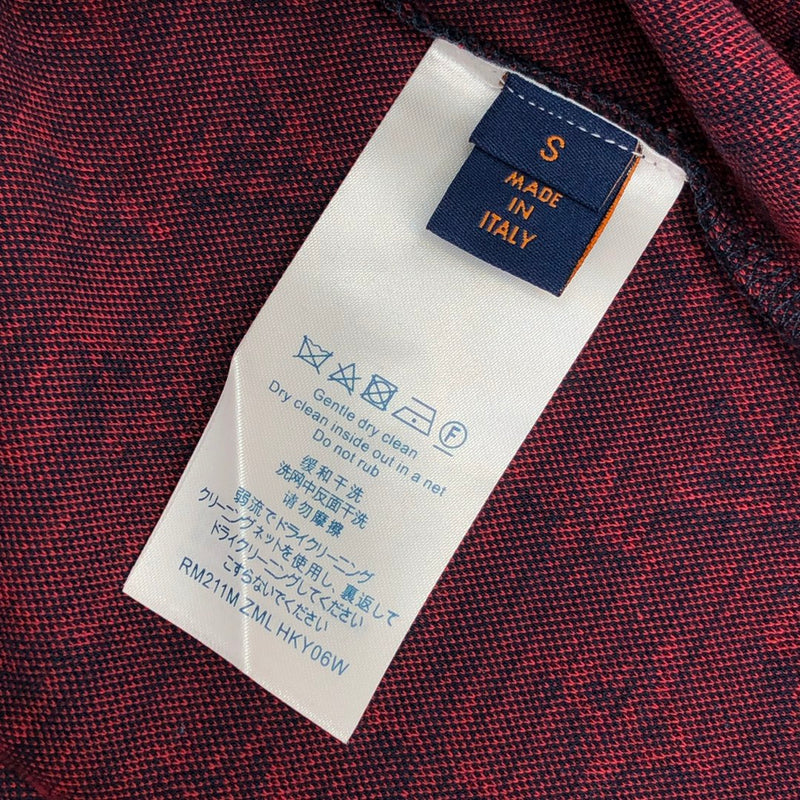 S
MADE
IN
ITALY
F
Gentle dry clean
Dry clean inside out in a net
Do not rub
缓和干洗
洗网中反面干洗
请勿摩擦
弱流でドライクリーニング
クリーニングネットを使用し、裏返して
ドライクリーニングしてください
こすらないでください
RM211M ZML HKY06W